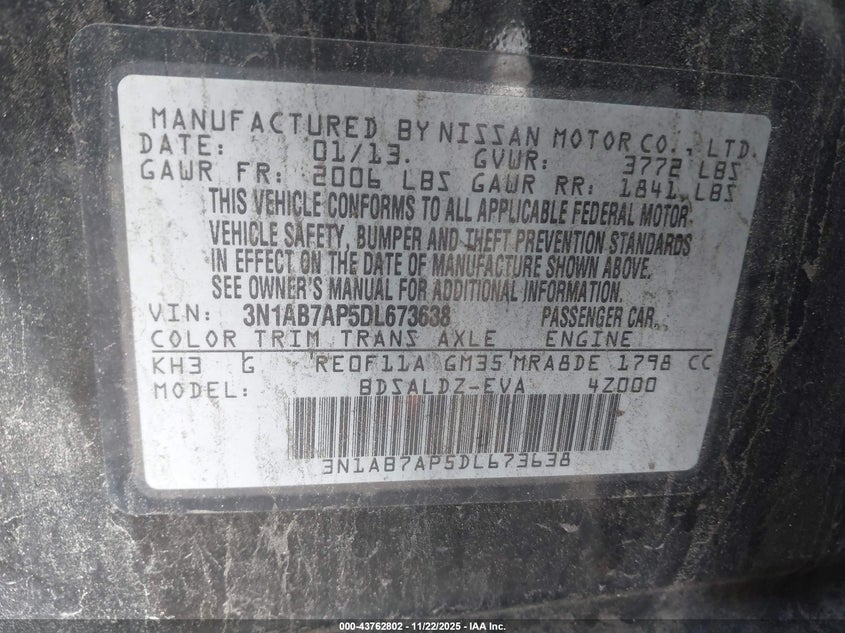 MANUFACTURED BY NISSAN MOTOR CO., LTD.
DATE: 01/13. GVWR: 3772 LBS
GAWR FR: 2006 LBS GAWR RR: 1841 LBS
THIS VEHICLE CONFORMS TO ALL APPLICABLE FEDERAL MOTOR
VEHICLE SAFETY, BUMPER AND THEFT PREVENTION STANDARDS
IN EFFECT ON THE DATE OF MANUFACTURE SHOWN ABOVE.
SEE OWNER'S MANUAL FOR ADDITIONAL INFORMATION.
VIN: 3N1AB7AP5DL673638 PASSENGER CAR
COLOR TRIM TRANS AXLE ENGINE
KH3 G RE0F11A GM35 MRA8DE 1798 CC
MODEL: BDSALDZ-EVA 4Z000
3N1AB7AP5DL673638
000-43762802 - 11/22/2025 - IAA Inc.